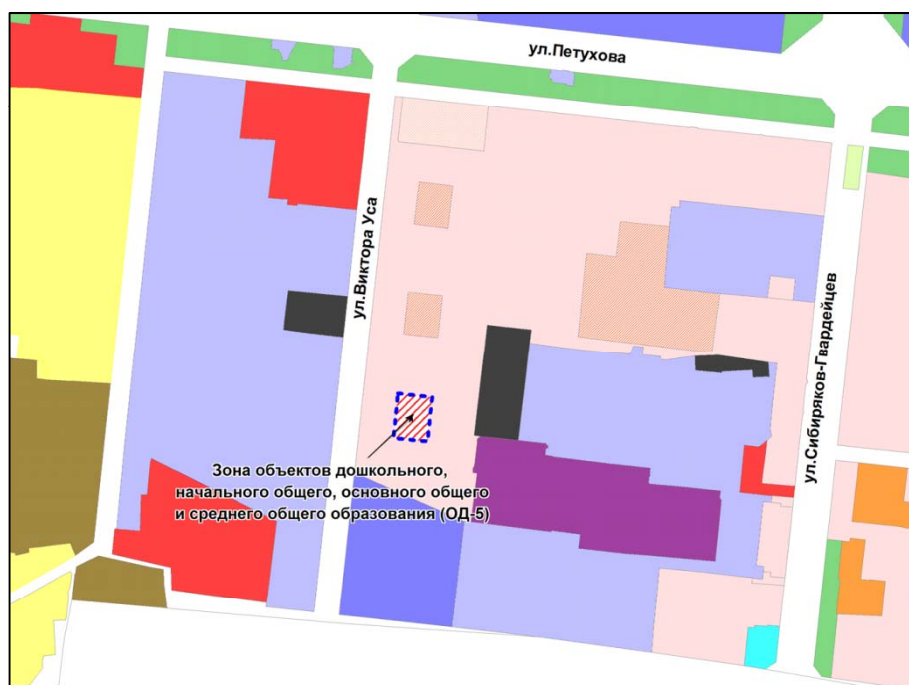 ул.Петухова
ул.Виктора Уса
ул.Сибиряков-Гвардейцев
Зона объектов дошкольного,
начального общего, основного общего
и среднего общего образования (ОД-5)